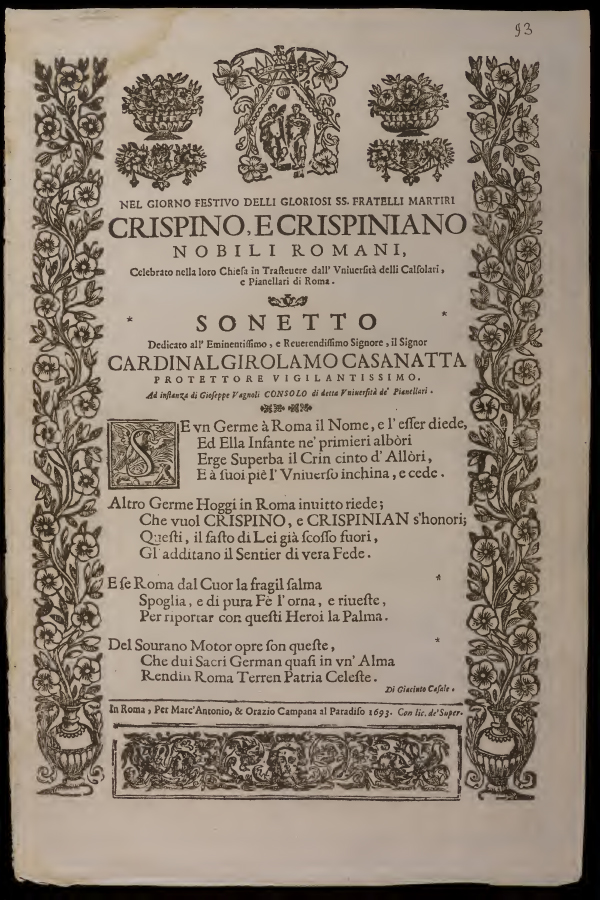 93
NEL GIORNO FESTIVO DELLI GLORIOSI SS. FRATELLI MARTIRI
CRISPINO, E CRISPINIANO
NOBILI ROMANI,
Celebrato nella loro Chieſa in Traſteuere dall' Vniuerſità delli Calſolari,
e Pianellari di Roma.
* SONETTO *
Dedicato all' Eminentiſſimo, e Reuerendiſſimo Signore, il Signor
CARDINAL GIROLAMO CASANATTA
PROTETTORE VIGILANTISSIMO.
Ad inſtanza di Gioſeppe Vagnoli CONSOLO di detta Vniuerſità de' Pianellari.
SE vn Germe à Roma il Nome, e l' eſſer diede,
Ed Ella Infante ne' primieri albòri
Erge Superba il Crin cinto d' Allòri,
E à ſuoi piè l' Vniuerſo inchina, e cede.
Altro Germe Hoggi in Roma inuitto riede;
Che vuol CRISPINO, e CRISPINIAN s'honori;
Queſti, il faſto di Lei già ſcoſſo fuori,
Gl' additano il Sentier di vera Fede.
E ſe Roma dal Cuor la fragil ſalma *
Spoglia, e di pura Fè l' orna, e riueſte,
Per riportar con queſti Heroi la Palma.
Del Sourano Motor opre ſon queſte, *
Che dui Sacri German quaſi in vn' Alma
Rendin Roma Terren Patria Celeſte.
Di Giacinto Caſale.
In Roma, Per Marc'Antonio, & Orazio Campana al Paradiſo 1693. Con lic. de' Super.